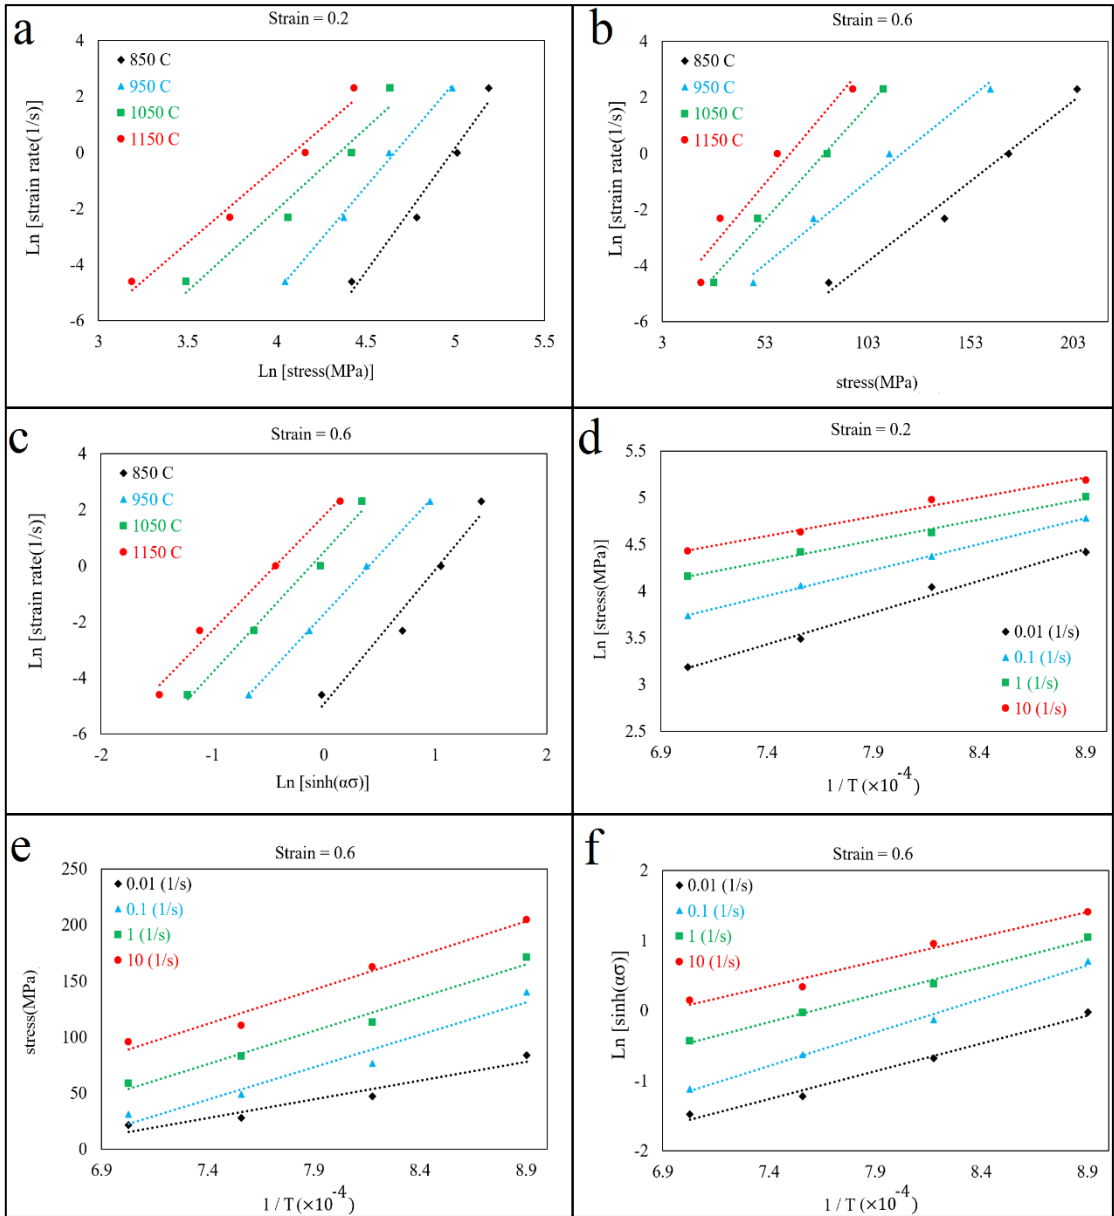 a
Strain = 0.2
4
2
0
-2
-4
-6
3
3.5
4
4.5
5
5.5
Ln [strain rate(1/s)]
Ln [stress(MPa)]
850 C
950 C
1050 C
1150 C
b
Strain = 0.6
4
2
0
-2
-4
-6
3
53
103
153
203
Ln [strain rate(1/s)]
stress(MPa)
850 C
950 C
1050 C
1150 C
c
Strain = 0.6
4
2
0
-2
-4
-6
-2
-1
0
1
2
Ln [strain rate(1/s)]
Ln [sinh(ασ)]
850 C
950 C
1050 C
1150 C
d
Strain = 0.2
5.5
5
4.5
4
3.5
3
2.5
6.9
7.4
7.9
8.4
8.9
Ln [stress(MPa)]
1 / T (×10⁻⁴)
0.01 (1/s)
0.1 (1/s)
1 (1/s)
10 (1/s)
e
Strain = 0.6
250
200
150
100
50
0
6.9
7.4
7.9
8.4
8.9
stress(MPa)
1 / T (×10⁻⁴)
0.01 (1/s)
0.1 (1/s)
1 (1/s)
10 (1/s)
f
Strain = 0.6
2
1
0
-1
-2
6.9
7.4
7.9
8.4
8.9
Ln [sinh(ασ)]
1 / T (×10⁻⁴)
0.01 (1/s)
0.1 (1/s)
1 (1/s)
10 (1/s)